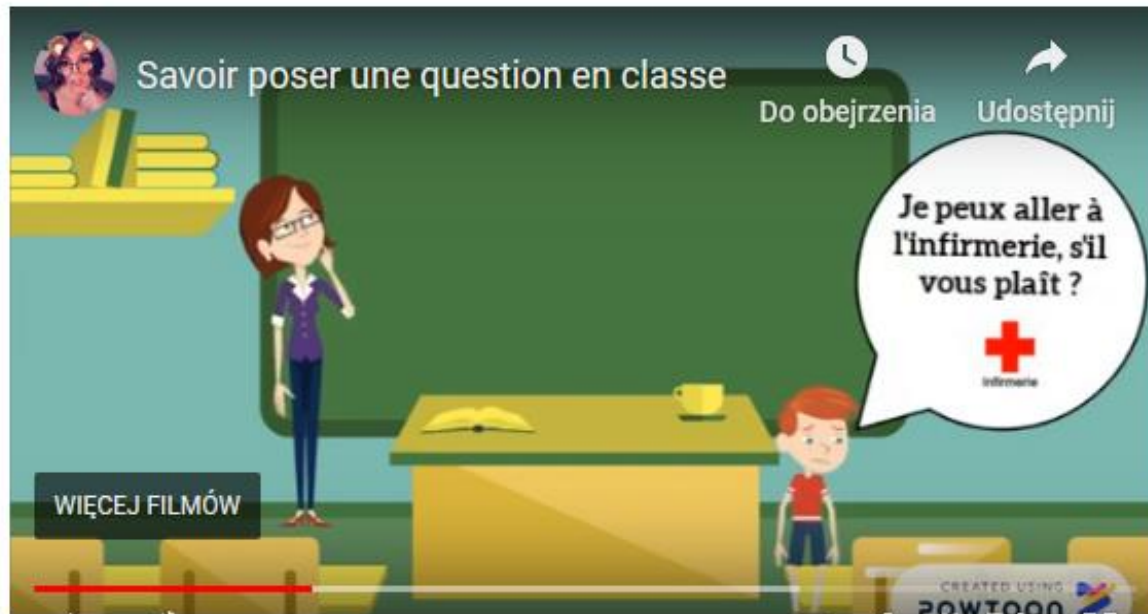 Savoir poser une question en classe
Do obejrzenia
Udostępnij
Je peux aller à
l'infirmerie, s'il
vous plaît ?
Infirmerie
WIĘCEJ FILMÓW
CREATED USING
POWTOON